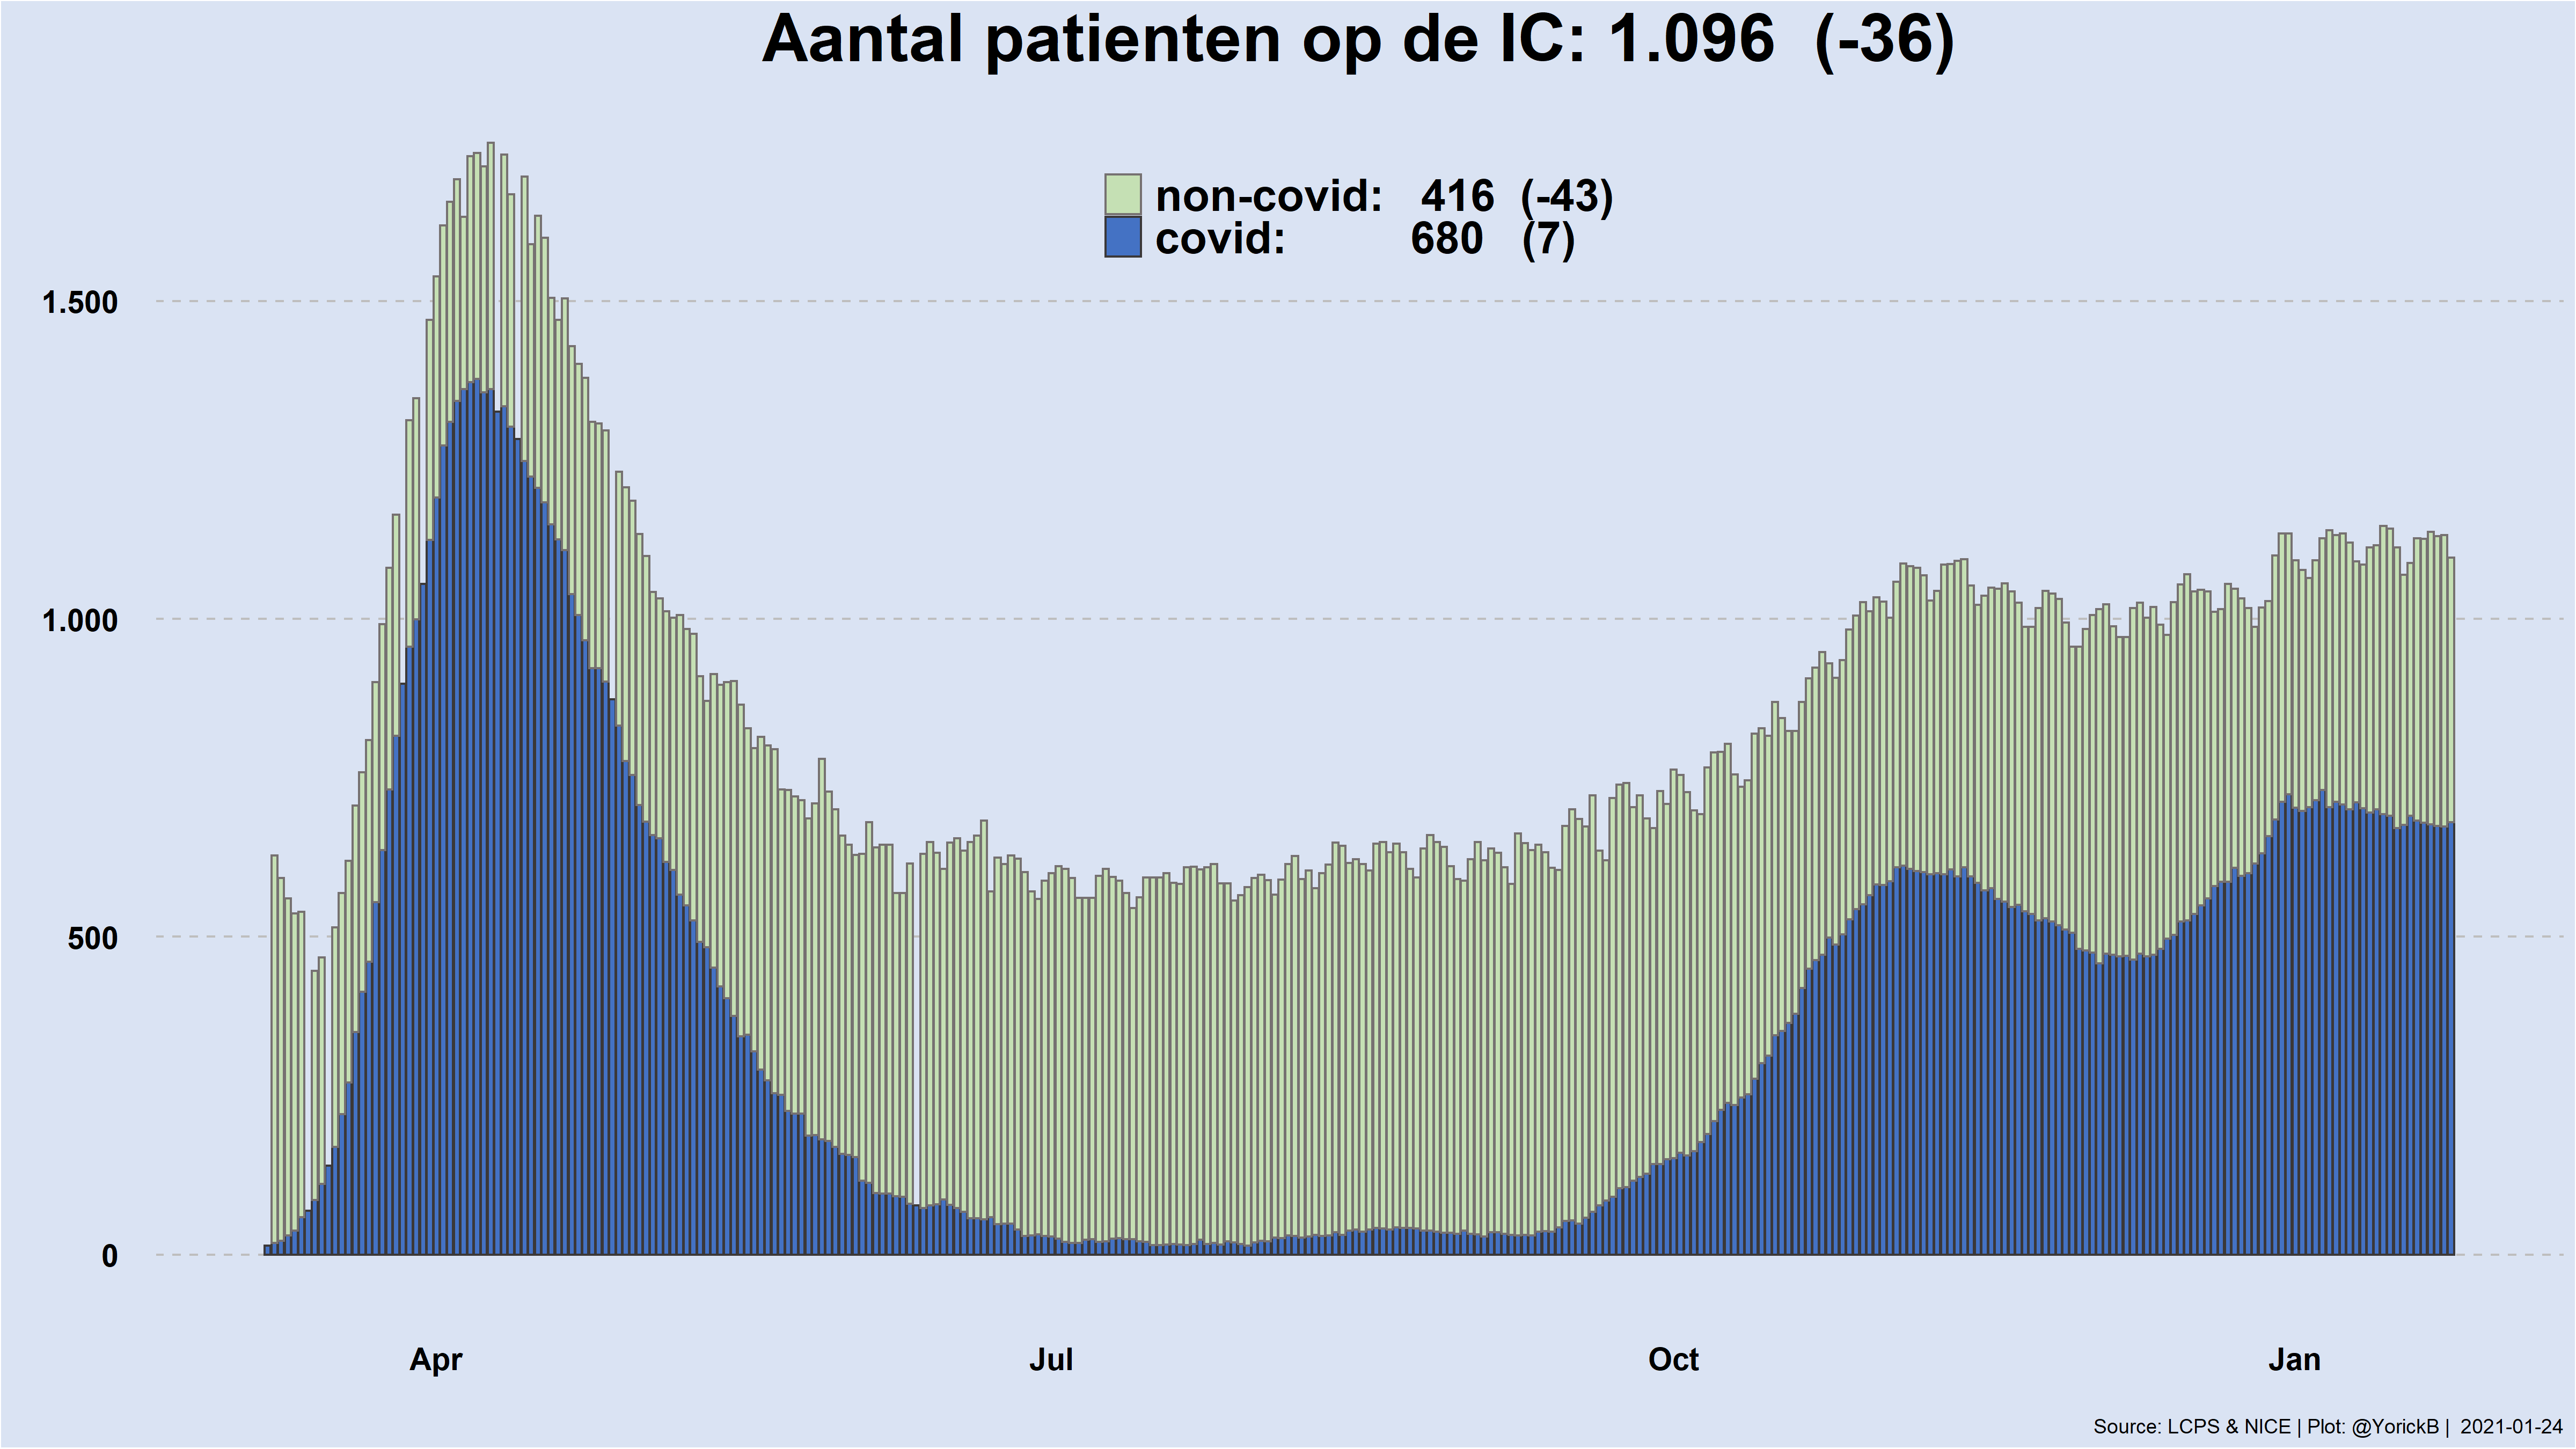 Aantal patienten op de IC: 1.096 (-36)
non-covid: 416 (-43)
covid: 680 (7)
1.500
1.000
500
0
Apr Jul Oct Jan
Source: LCPS & NICE | Plot: @YorickB | 2021-01-24